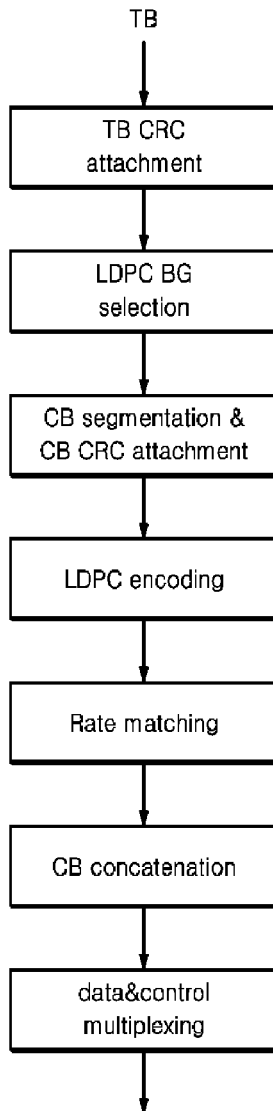 TB
TB CRC
attachment
LDPC BG
selection
CB segmentation &
CB CRC attachment
LDPC encoding
Rate matching
CB concatenation
data&control
multiplexing